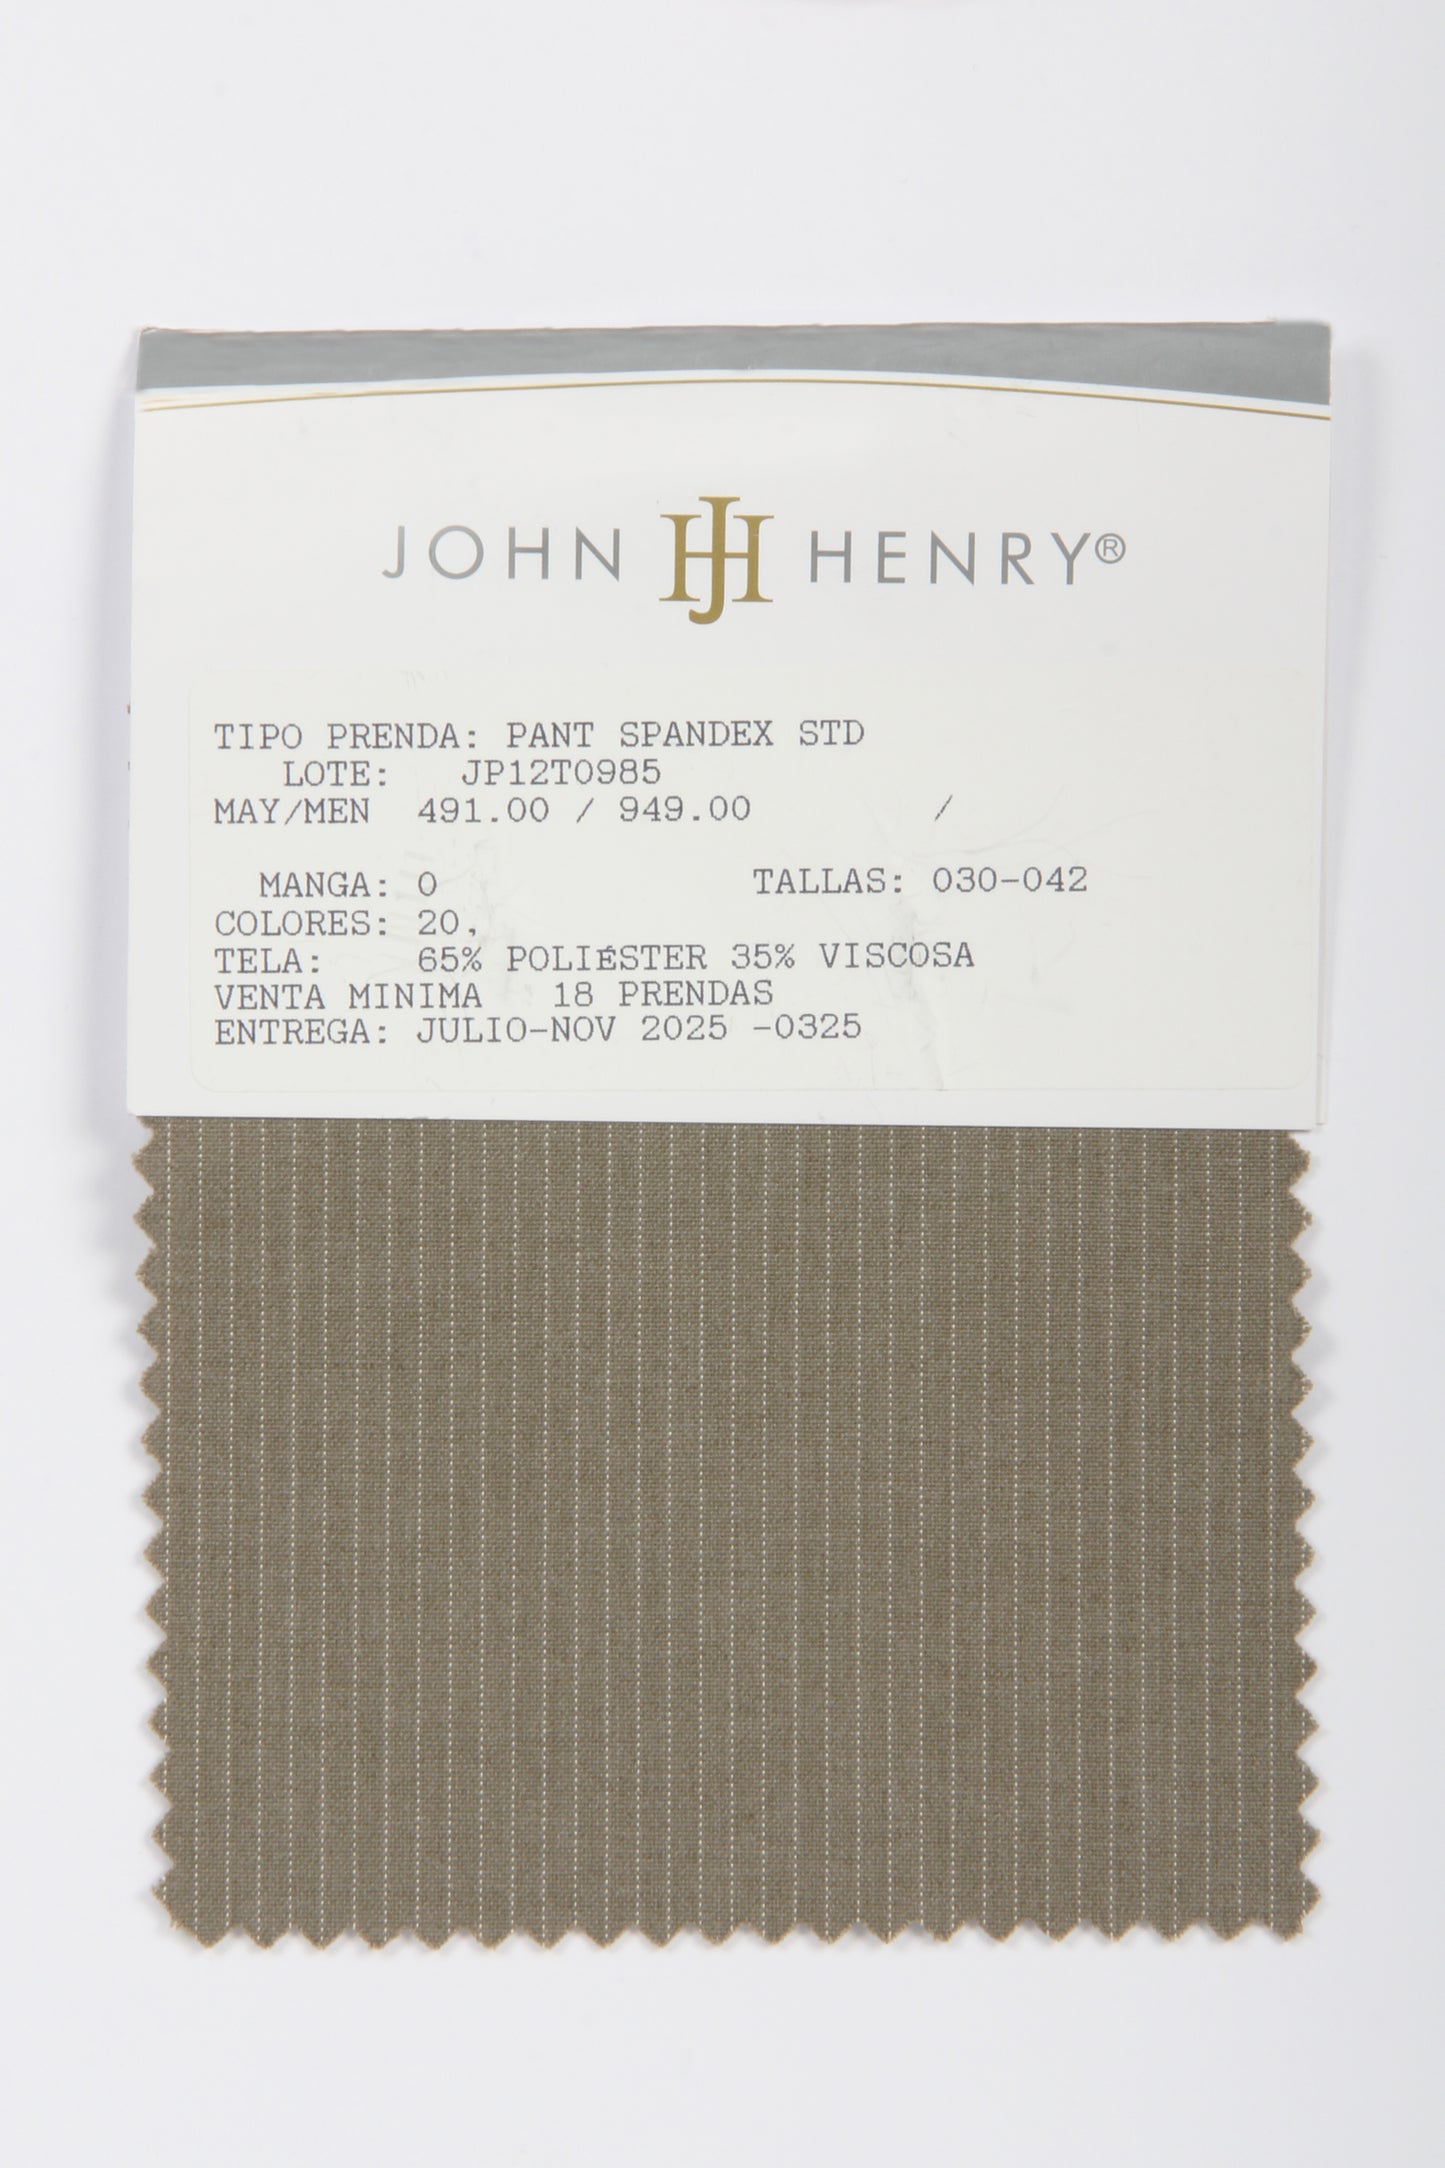 JOHN JH HENRY®
TIPO PRENDA: PANT SPANDEX STD
LOTE: JP12T0985
MAY/MEN 491.00 / 949.00 /
MANGA: 0 TALLAS: 030-042
COLORES: 20,
TELA: 65% POLIÉSTER 35% VISCOSA
VENTA MINIMA 18 PRENDAS
ENTREGA: JULIO-NOV 2025 -0325